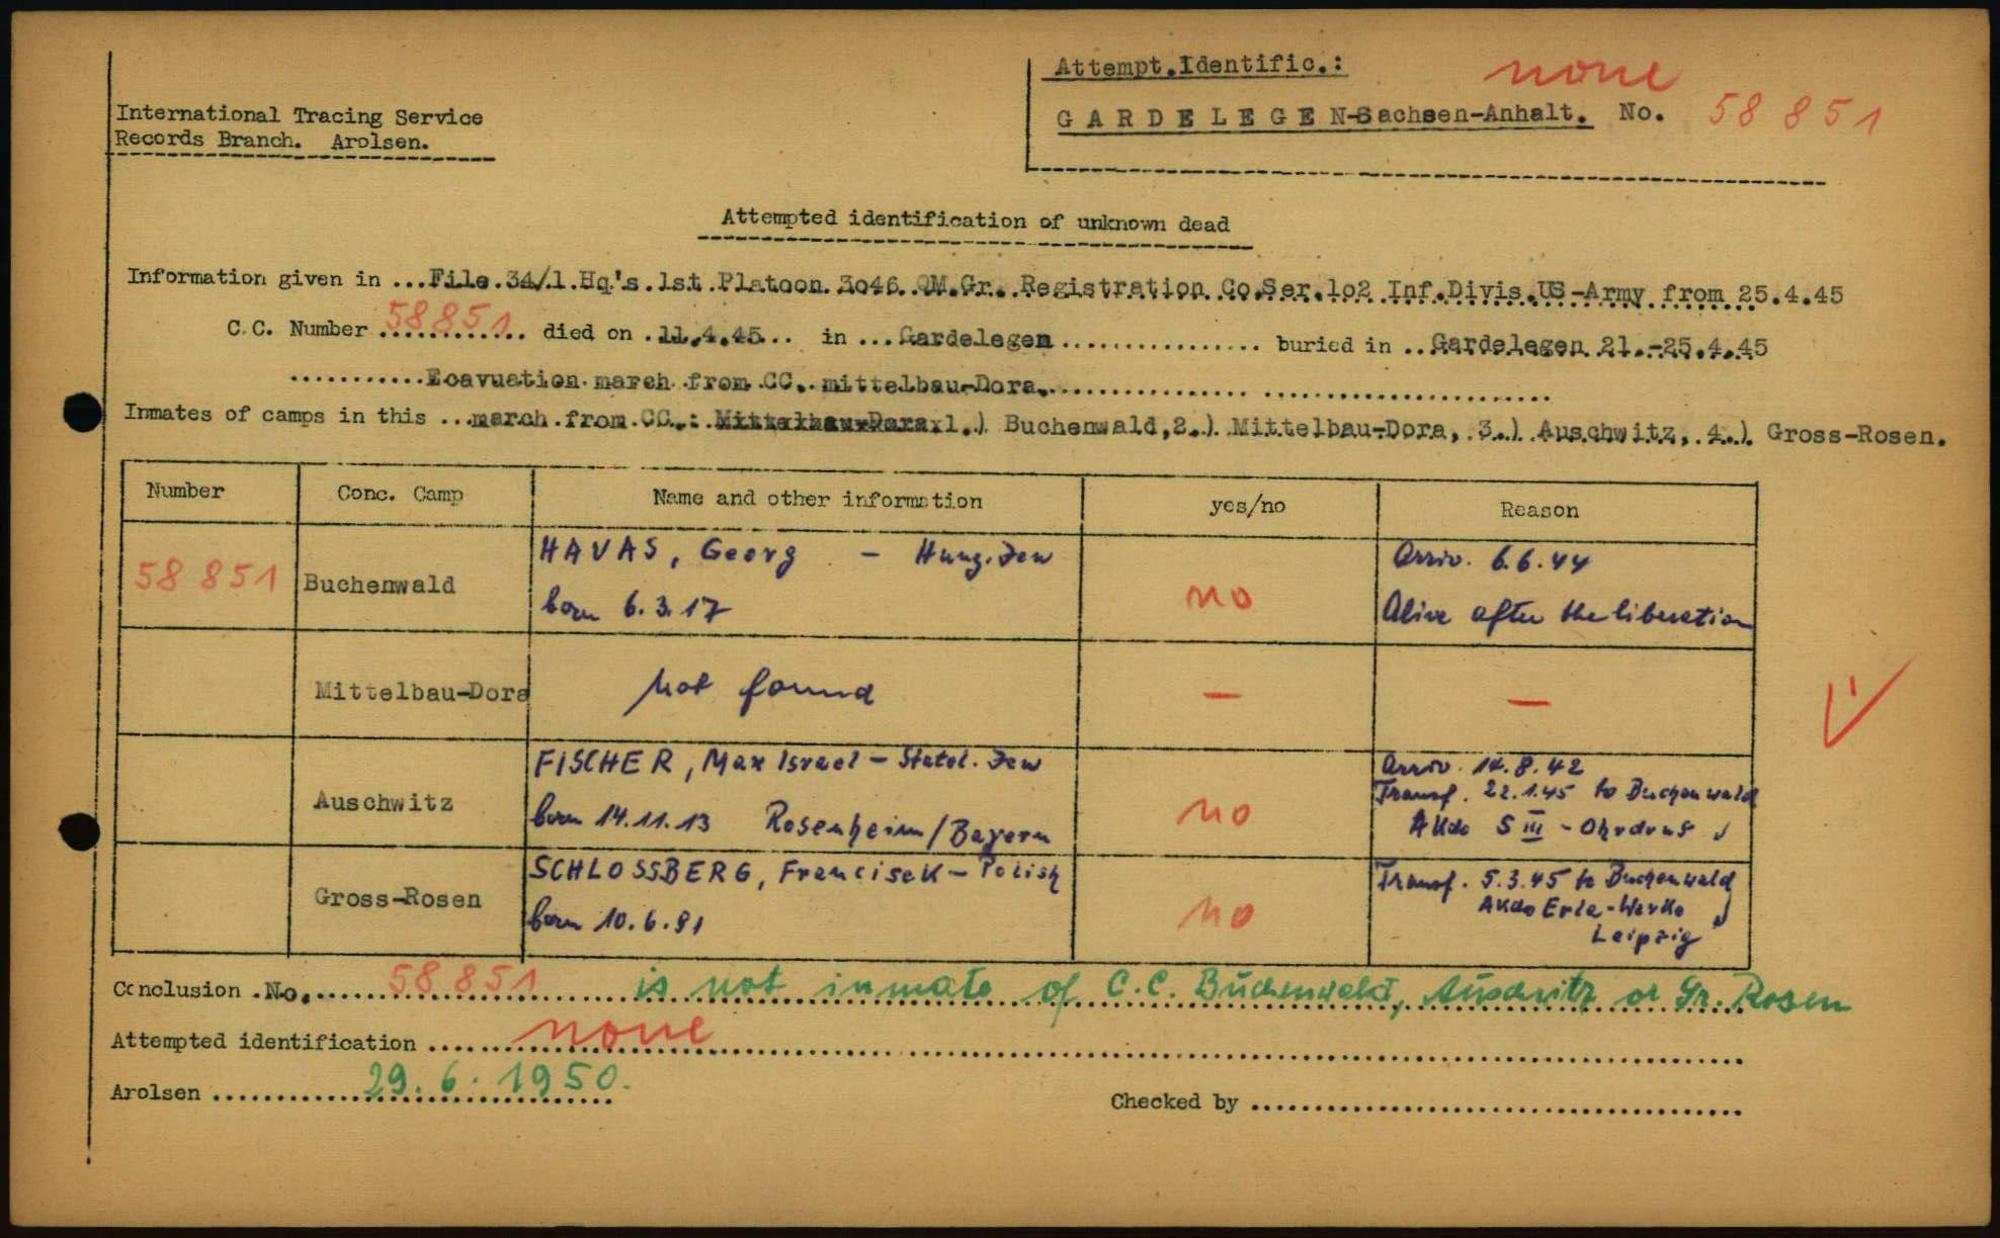 Attempt.Identific.: none
International Tracing Service
Records Branch. Arolsen.
G A R D E L E G E N-Sachsen-Anhalt. No. 58 851
Attempted identification of unknown dead
Information given in ...File.34/1.Hq's.1st.Platoon.3o46.QM.Gr..Registration.Co.Ser.1o2 Inf.Divis.US-Army from 25.4.45
C.C. Number 58851 died on .11.4.45... in ...Gardelegen................. buried in ..Gardelegen 21.-25.4.45
...........Ecavuation.march.from.CC..mittelbau-Dora..................
Inmates of camps in this ...march.from.CC.: 1.) Buchenwald,2.) Mittelbau-Dora, 3.) Auschwitz, 4.) Gross-Rosen.
Number Conc. Camp Name and other information yes/no Reason
58 851 Buchenwald HAVAS, Georg - Hung. Jew
born 6.3.17 no Arriv. 6.6.44
Alive after the liberation
Mittelbau-Dora not found — —
Auschwitz FISCHER, Max Israel - Statel. Jew
born 14.11.13 Rosenheim/Bayern no Arriv. 14.8.42
Transf. 22.1.45 to Buchenwald
AKdo S III - Ohrdruf
Gross-Rosen SCHLOSSBERG, Francisek - Polish
born 10.6.91 no Transf. 5.3.45 to Buchenwald
AKdo Erla-Werke
Leipzig
Conclusion .No. 58851 is not inmate of C.C. Buchenwald, Auschwitz or Gr. Rosen
Attempted identification none
Arolsen 29.6.1950.
Checked by